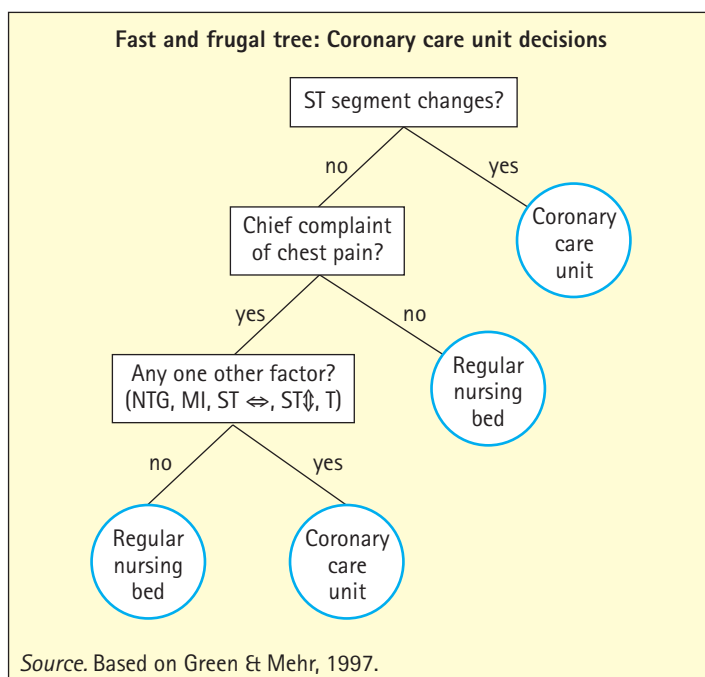 Fast and frugal tree: Coronary care unit decisions
ST segment changes?
no
yes
Chief complaint
of chest pain?
Coronary
care
unit
yes
no
Any one other factor?
(NTG, MI, ST ⇔, ST⇕, T)
Regular
nursing
bed
no
yes
Regular
nursing
bed
Coronary
care
unit
Source. Based on Green & Mehr, 1997.